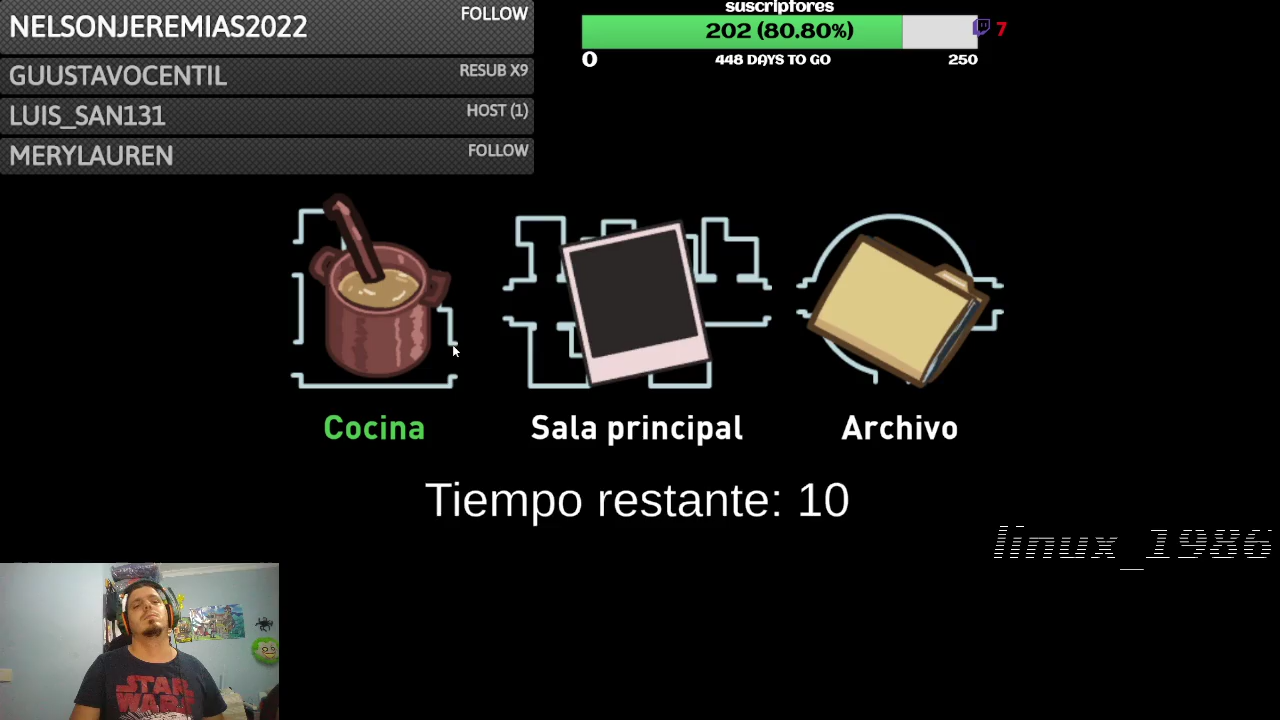 NELSONJEREMIAS2022 FOLLOW
GUUSTAVOCENTIL RESUB X9
LUIS_SAN131 HOST (1)
MERYLAUREN FOLLOW
suscriptores
202 (80.80%)
7
0 448 DAYS TO GO 250
Cocina Sala principal Archivo
Tiempo restante: 10
linux_1986
STAR
WARS